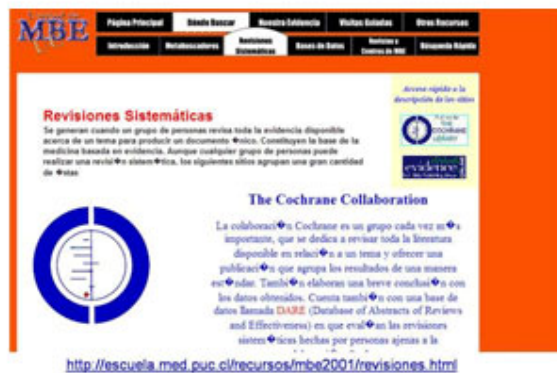 MBE
Página Principal
Dónde Buscar
Nuestra Evidencia
Visitas Guiadas
Otros Recursos
Introducción
Metabuscadores
Revisiones
Sistemáticas
Bases de Datos
Revistas y
Centros de MBE
Búsqueda Rápida
Acceso rápido a la
descripción de los sitios
THE
COCHRANE
LIBRARY
evidence
Revisiones Sistemáticas
Se generan cuando un grupo de personas revisa toda la evidencia disponible
acerca de un tema para producir un documento �nico. Constituyen la base de la
medicina basada en evidencia. Aunque cualquier grupo de personas puede
realizar una revisi�n sistem�tica, los siguientes sitios agrupan una gran cantidad
de �stas
The Cochrane Collaboration
La colaboraci�n Cochrane es un grupo cada vez m�s
importante, que se dedica a revisar toda la literatura
disponible en relaci�n a un tema y ofrecer una
publicaci�n que agrupa los resultados de una manera
est�ndar. Tambi�n elaboran una breve conclusi�n con
los datos obtenidos. Cuenta tambi�n con una base de
datos llamada DARE (Database of Abstracts of Reviews
and Effectiveness) en que eval�an las revisiones
sistem�ticas hechas por personas ajenas a la
http://escuela.med.puc.cl/recursos/mbe2001/revisiones.html